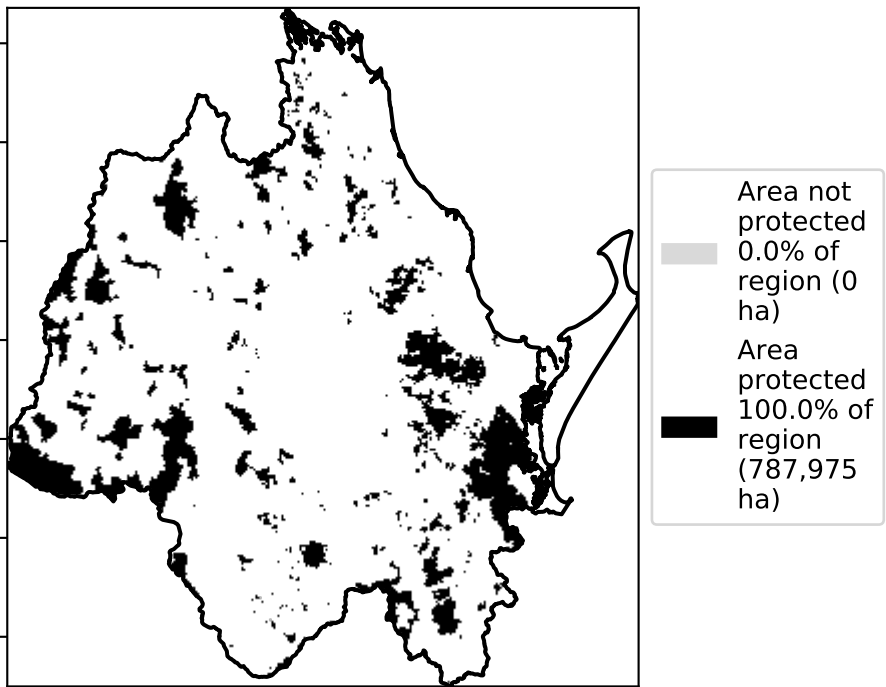 Area not
protected
0.0% of
region (0
ha)
Area
protected
100.0% of
region
(787,975
ha)